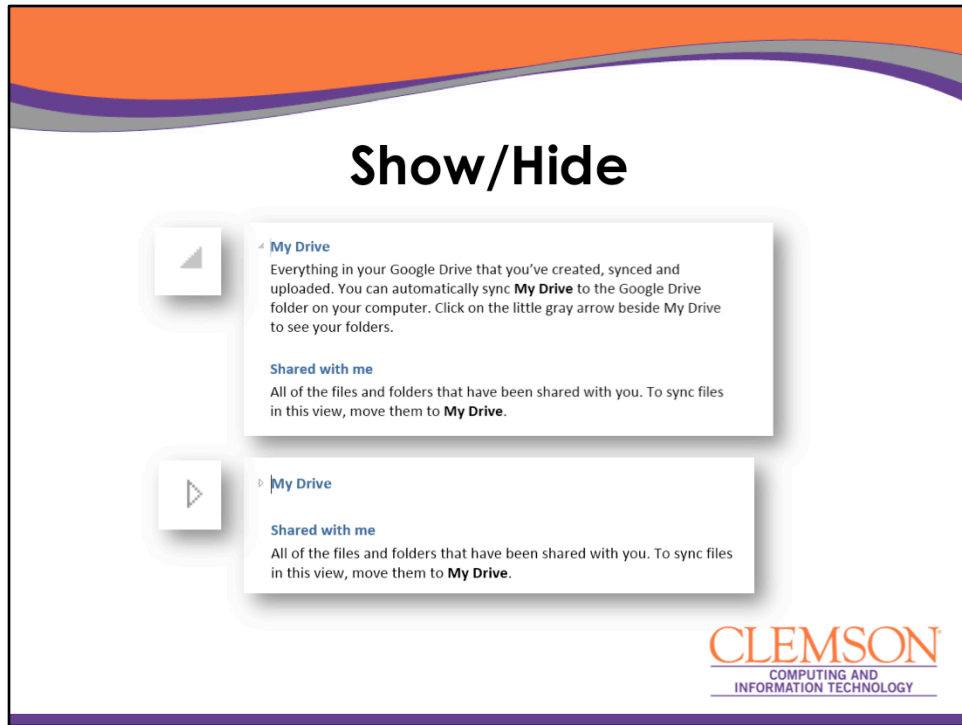 Show/Hide
My Drive
Everything in your Google Drive that you've created, synced and
uploaded. You can automatically sync My Drive to the Google Drive
folder on your computer. Click on the little gray arrow beside My Drive
to see your folders.
Shared with me
All of the files and folders that have been shared with you. To sync files
in this view, move them to My Drive.
My Drive
Shared with me
All of the files and folders that have been shared with you. To sync files
in this view, move them to My Drive.
CLEMSON
COMPUTING AND
INFORMATION TECHNOLOGY